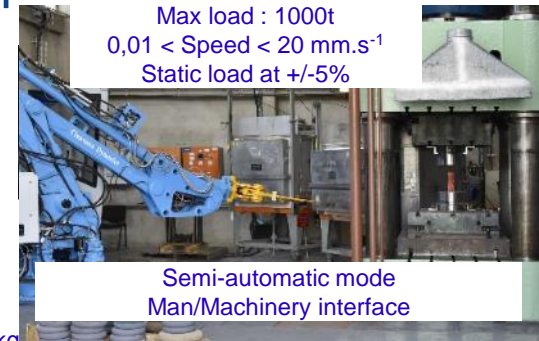 Max load : 1000t
0,01 < Speed < 20 mm.s⁻¹
Static load at +/-5%
Semi-automatic mode
Man/Machinery interface